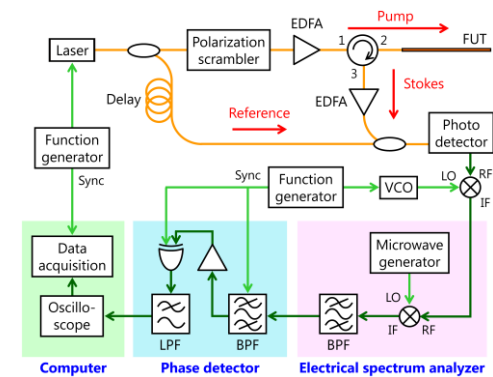 EDFA
Pump
Laser
Polarization
scrambler
1
2
3
FUT
Delay
EDFA
Stokes
Reference
Photo
detector
Function
generator
Sync
Sync
Function
generator
VCO
LO
RF
IF
Data
acquisition
Microwave
generator
LO
IF
RF
Oscillo-
scope
LPF
BPF
BPF
Computer
Phase detector
Electrical spectrum analyzer